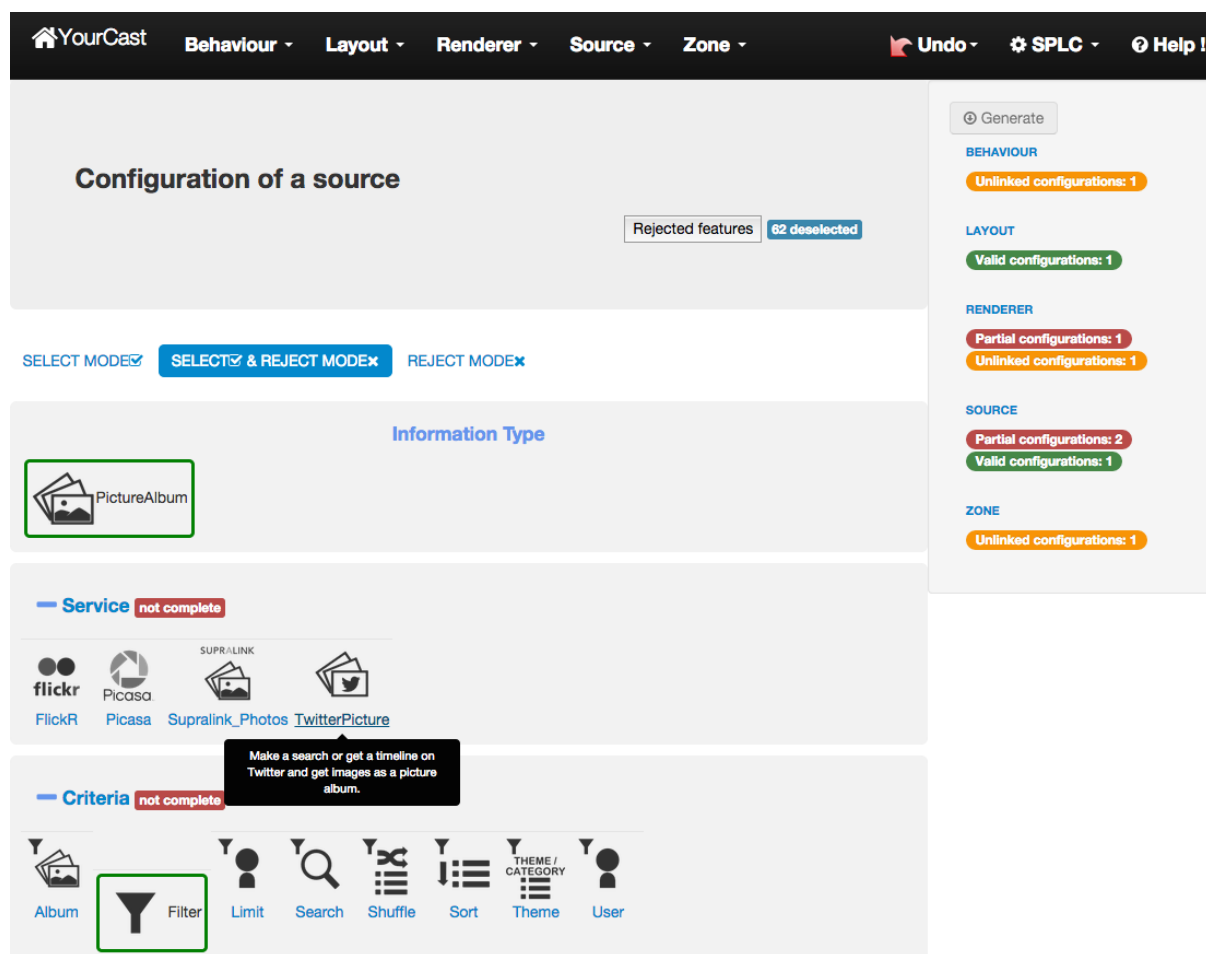 YourCast
Behaviour
Layout
Renderer
Source
Zone
Undo
SPLC
Help !
Configuration of a source
Rejected features
62 deselected
SELECT MODE
SELECT & REJECT MODE
REJECT MODE
Information Type
PictureAlbum
Service not complete
SUPRALINK
flickr
Picasa
FlickR
Picasa
Supralink_Photos
TwitterPicture
Make a search or get a timeline on
Twitter and get images as a picture
album.
Criteria not complete
THEME /
CATEGORY
Album
Filter
Limit
Search
Shuffle
Sort
Theme
User
Generate
BEHAVIOUR
Unlinked configurations: 1
LAYOUT
Valid configurations: 1
RENDERER
Partial configurations: 1
Unlinked configurations: 1
SOURCE
Partial configurations: 2
Valid configurations: 1
ZONE
Unlinked configurations: 1